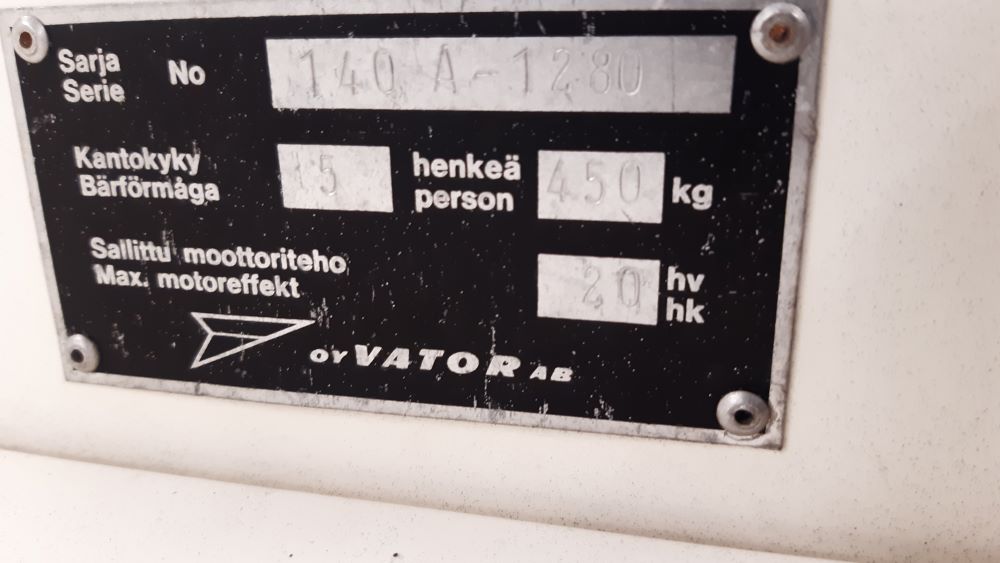 Sarja No 140 A-1280
Serie
Kantokyky 5 henkeä 450 kg
Bärförmåga person
Sallittu moottoriteho 20 hv
Max. motoreffekt hk
OY VATOR AB